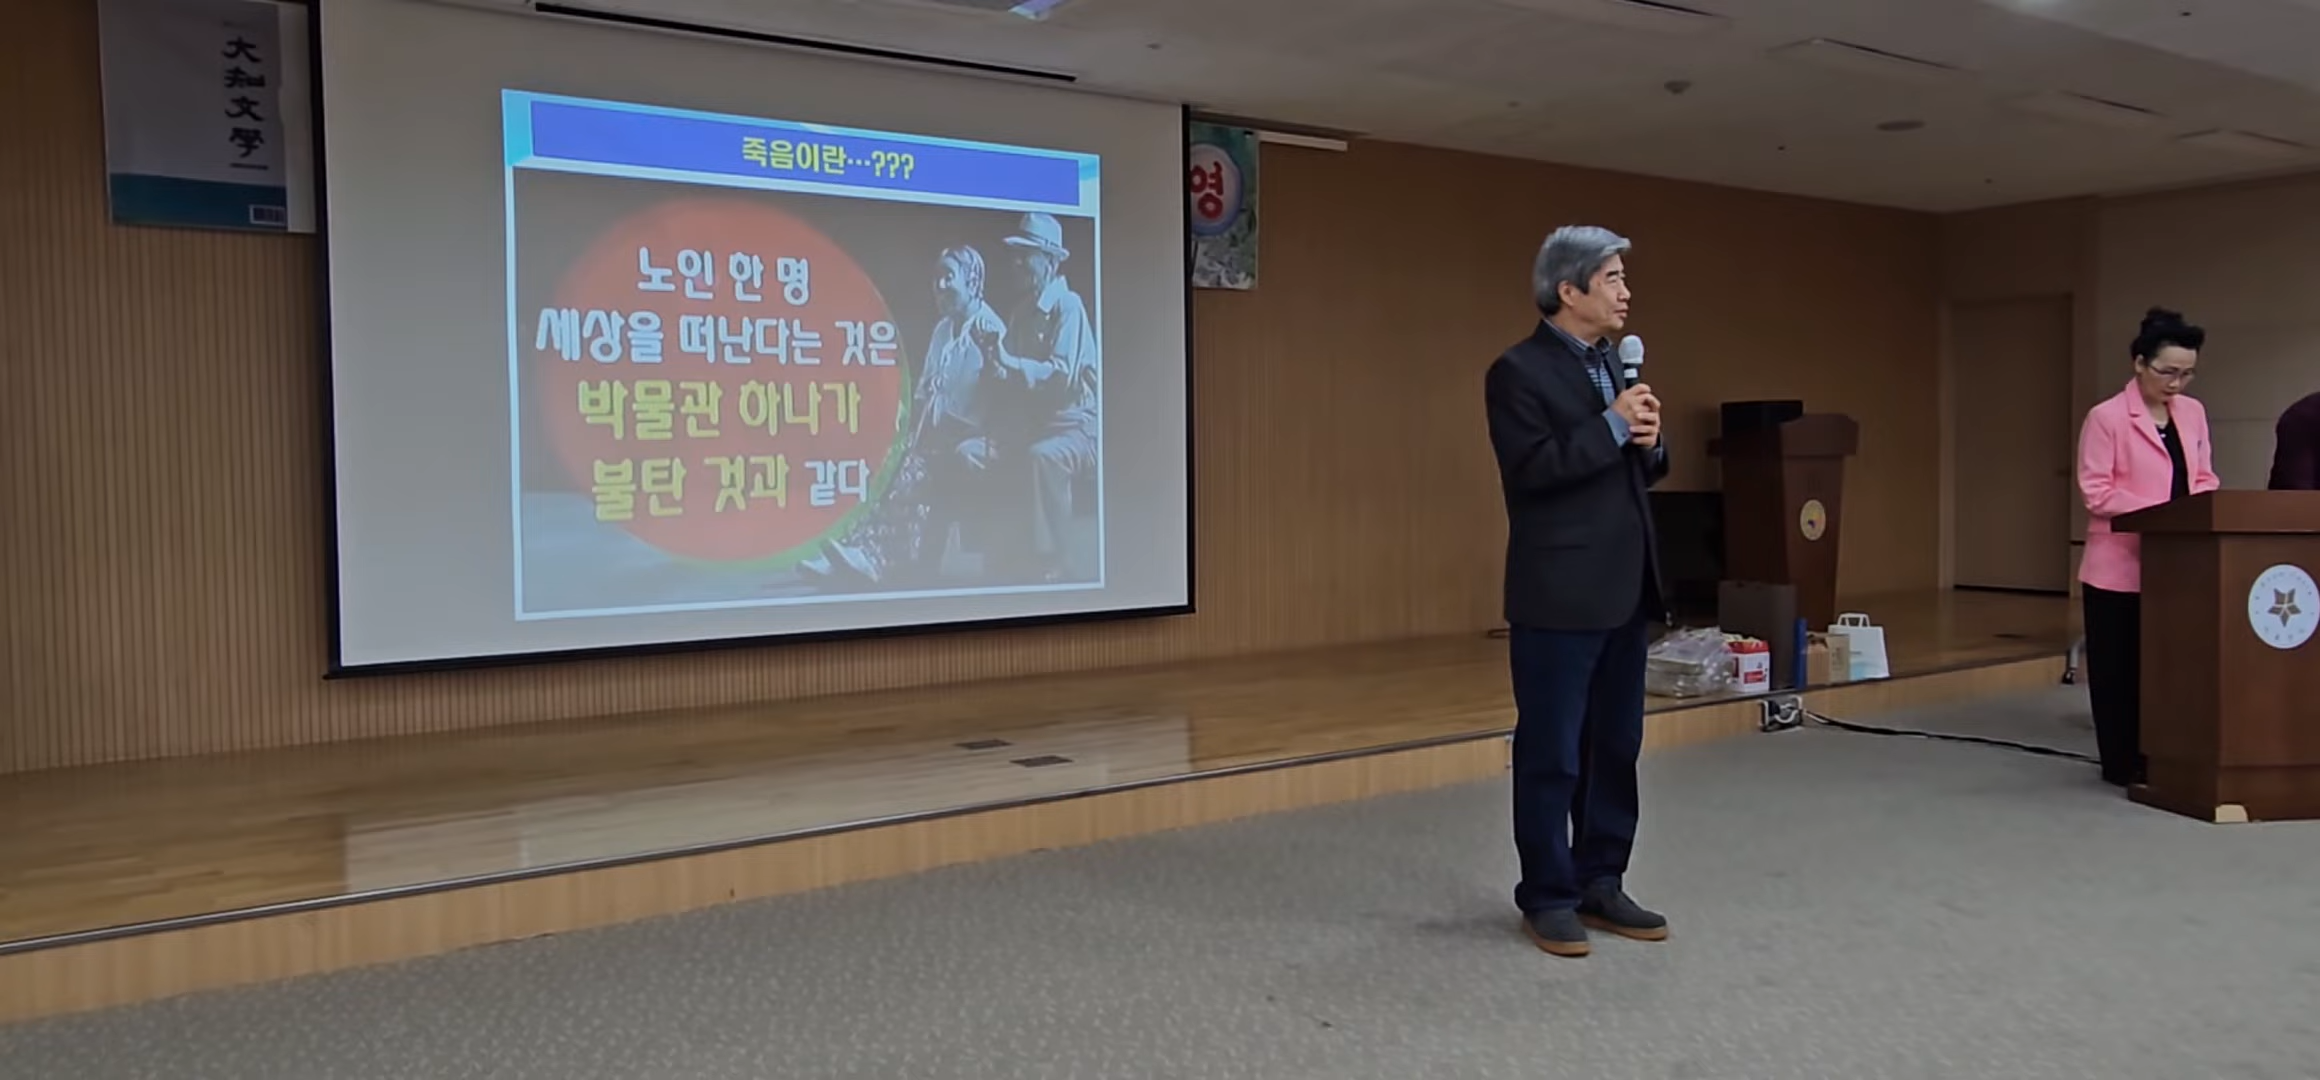 大知文學
죽음이란…???
노인 한 명
세상을 떠난다는 것은
박물관 하나가
불탄 것과 같다
영